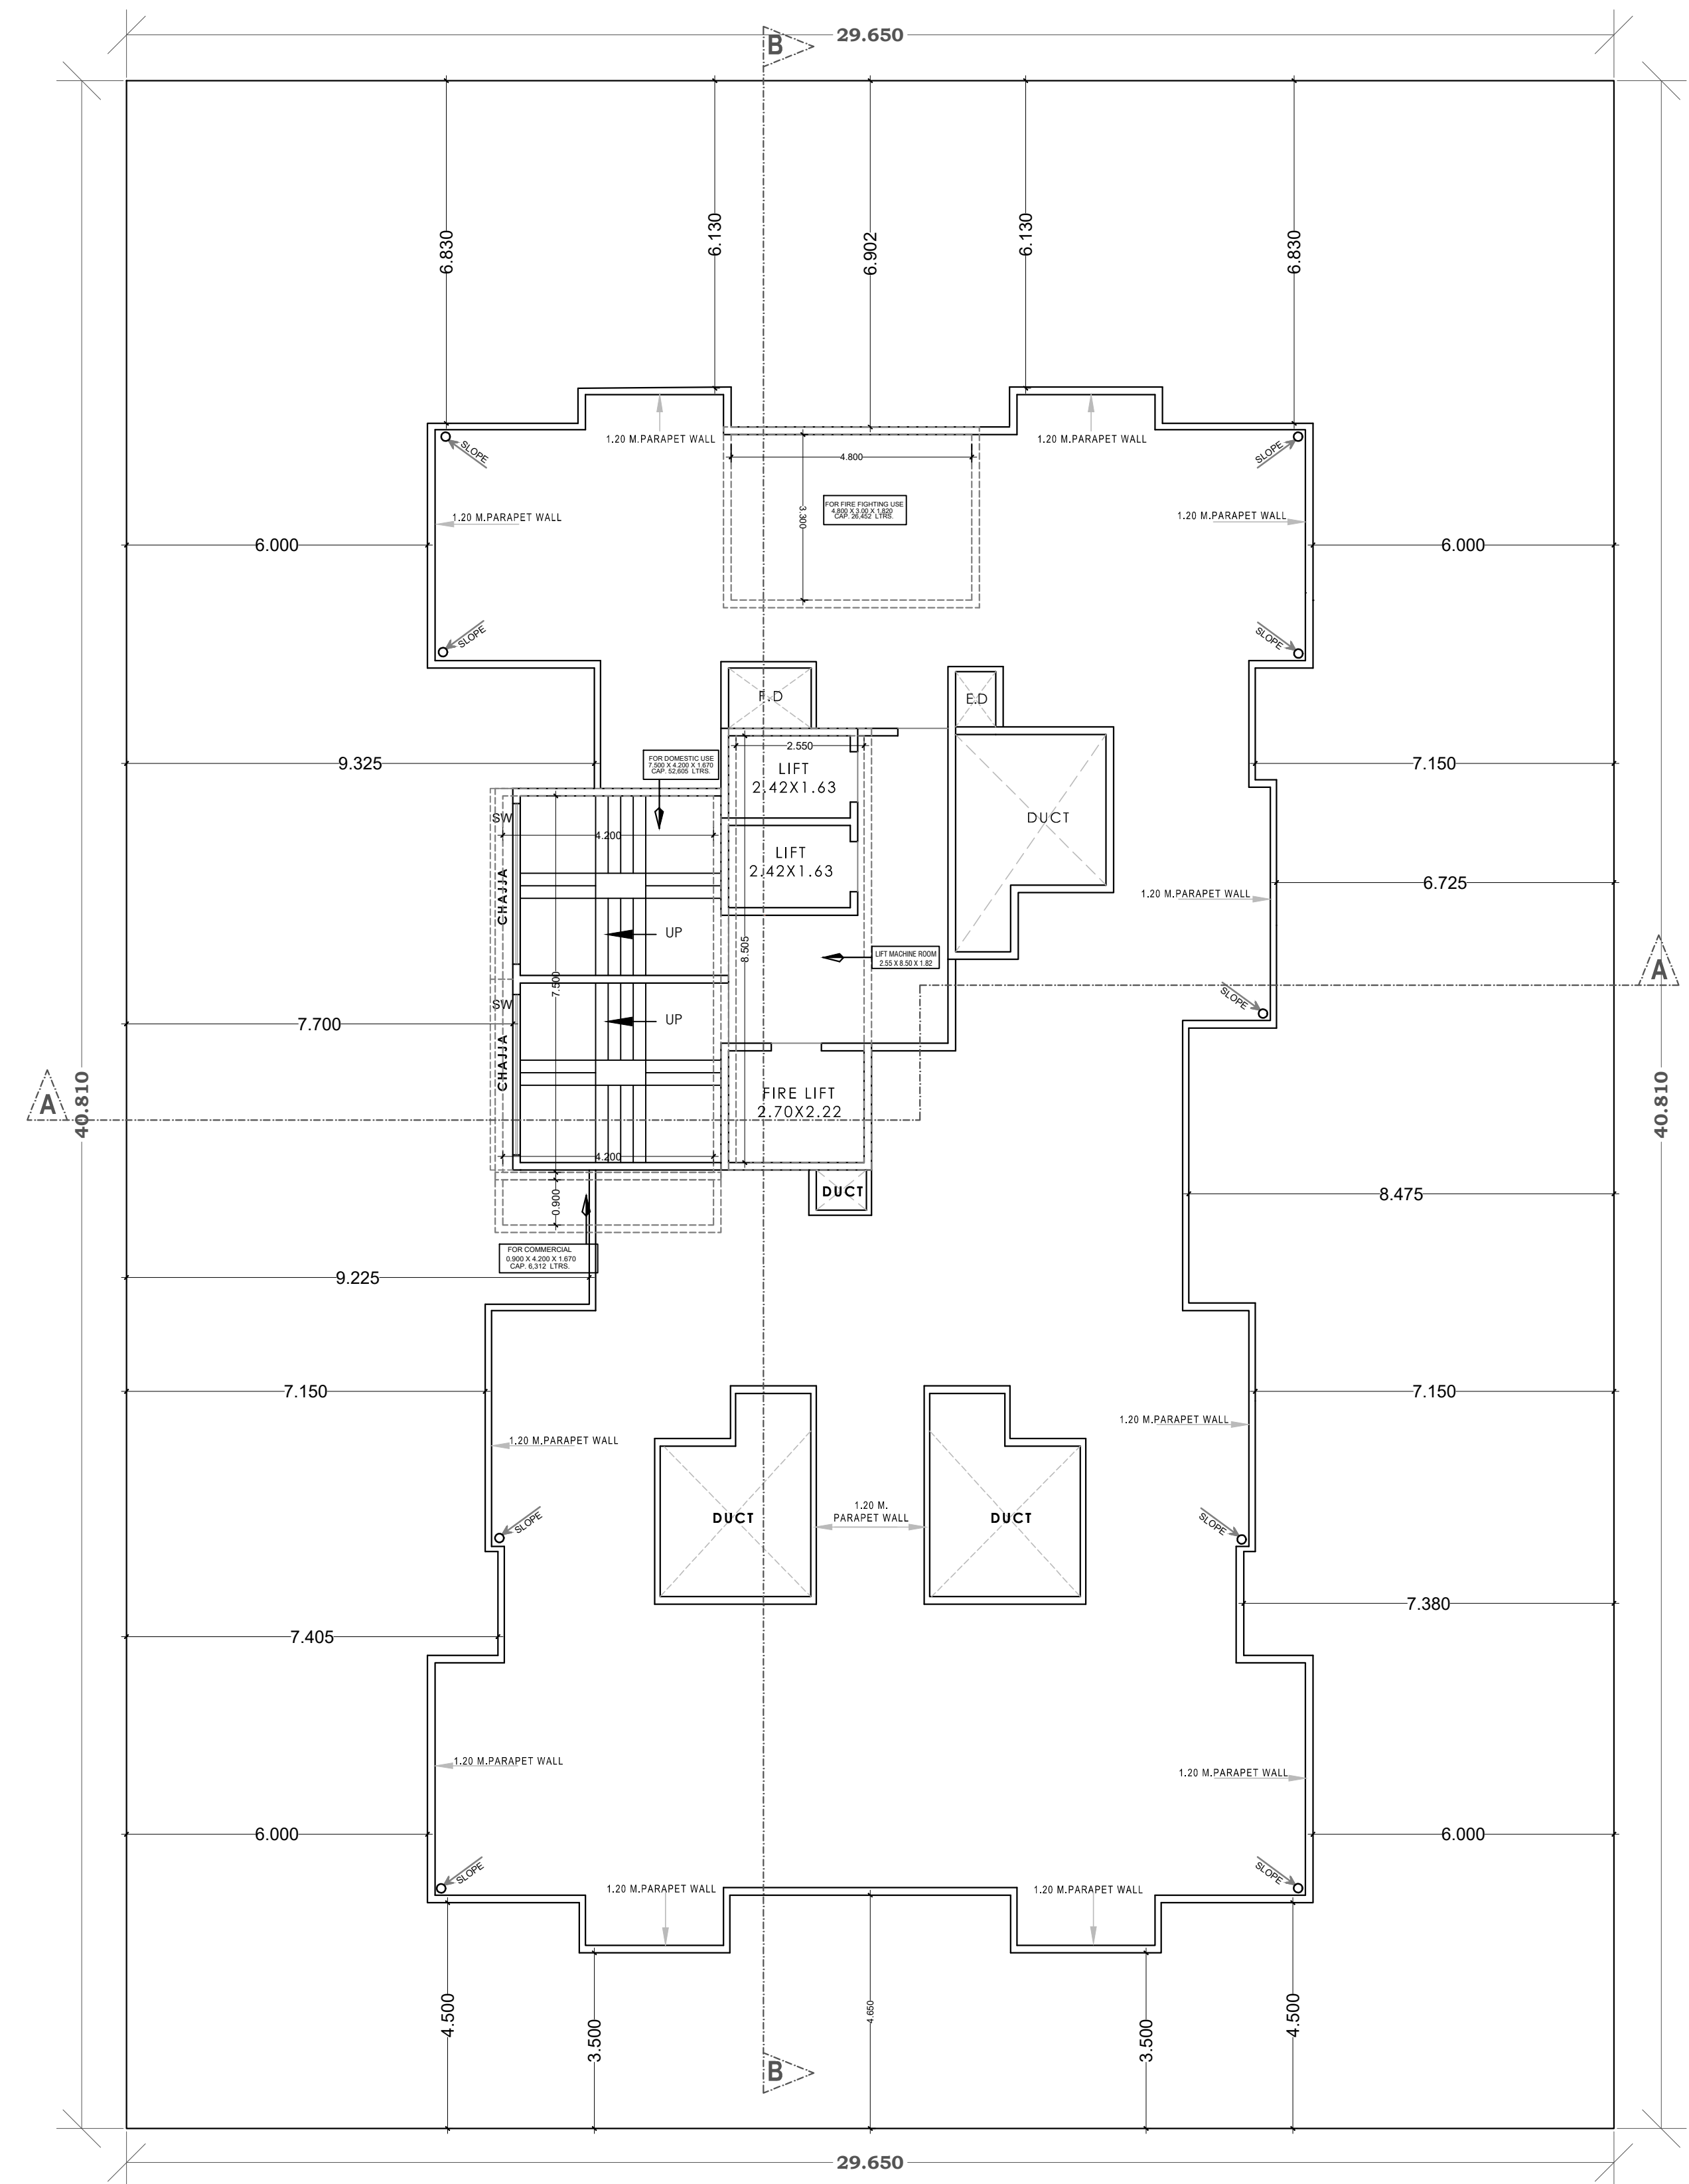 29.650
B
6.830
6.130
6.902
6.130
6.830
1.20 M.PARAPET WALL
1.20 M.PARAPET WALL
SLOPE
SLOPE
4.800
3.300
FOR FIRE FIGHTING USE
4.800 X 3.00 X 1.820
CAP. 26,452 LTRS.
1.20 M.PARAPET WALL
1.20 M.PARAPET WALL
6.000
6.000
SLOPE
SLOPE
F.D
E.D
9.325
FOR DOMESTIC USE
7.500 X 4.200 X 1.670
CAP. 52,605 LTRS.
2.550
LIFT
2.42X1.63
7.150
SW
4.200
DUCT
LIFT
2.42X1.63
6.725
CHAJJA
1.20 M.PARAPET WALL
UP
8.505
LIFT MACHINE ROOM
2.55 X 8.50 X 1.82
A
7.500
SW
SLOPE
7.700
UP
CHAJJA
A
40.810
40.810
FIRE LIFT
2.70X2.22
4.200
DUCT
8.475
0.900
FOR COMMERCIAL
0.900 X 4.200 X 1.670
CAP. 6,312 LTRS.
9.225
7.150
7.150
1.20 M.PARAPET WALL
1.20 M.PARAPET WALL
1.20 M.
PARAPET WALL
DUCT
DUCT
SLOPE
SLOPE
7.380
7.405
1.20 M.PARAPET WALL
1.20 M.PARAPET WALL
6.000
6.000
SLOPE
SLOPE
1.20 M.PARAPET WALL
1.20 M.PARAPET WALL
4.500
3.500
4.650
3.500
4.500
B
29.650